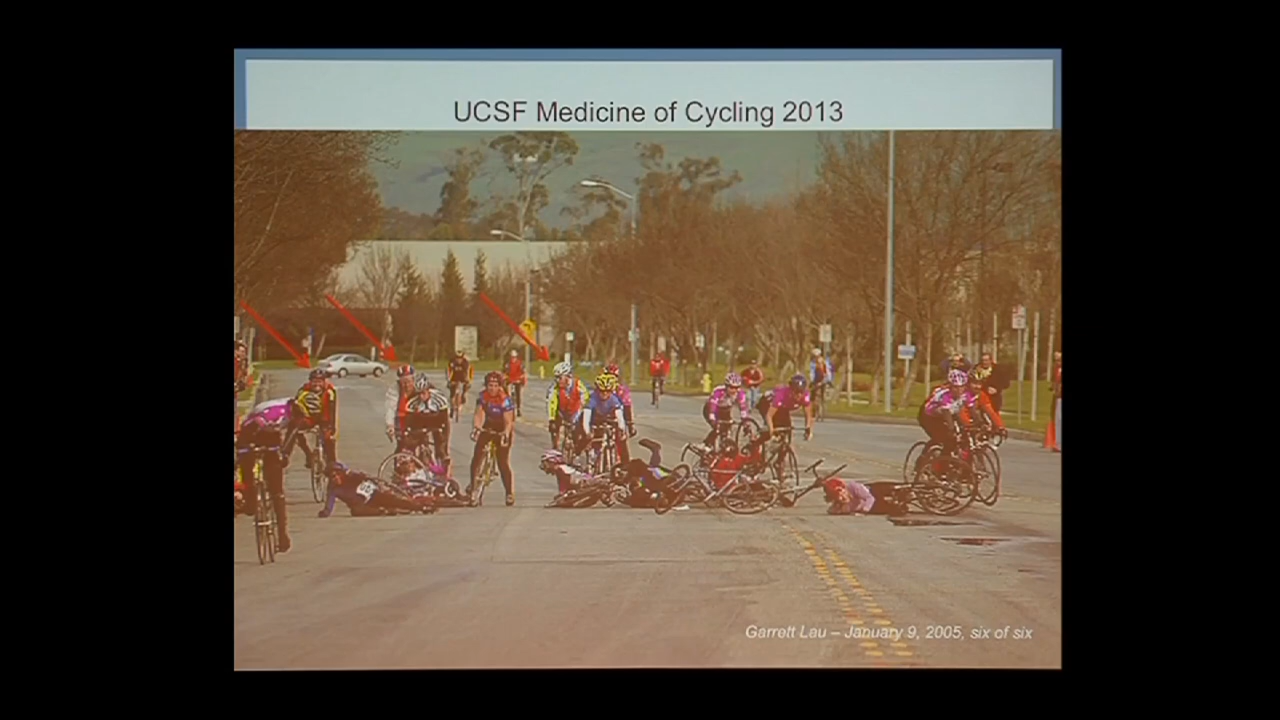 UCSF Medicine of Cycling 2013
Garrett Lau – January 9, 2005, six of six